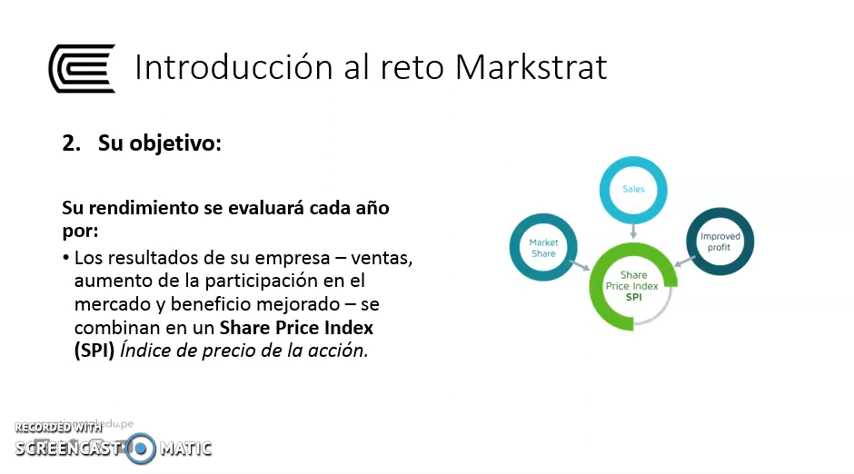 Introducción al reto Markstrat
2. Su objetivo:
Su rendimiento se evaluará cada año
por:
• Los resultados de su empresa – ventas,
aumento de la participación en el
mercado y beneficio mejorado – se
combinan en un Share Price Index
(SPI) Índice de precio de la acción.
Sales
Market
Share
Improved
profit
Share
Price Index
SPI
edu.pe
RECORDED WITH
SCREENCAST MATIC